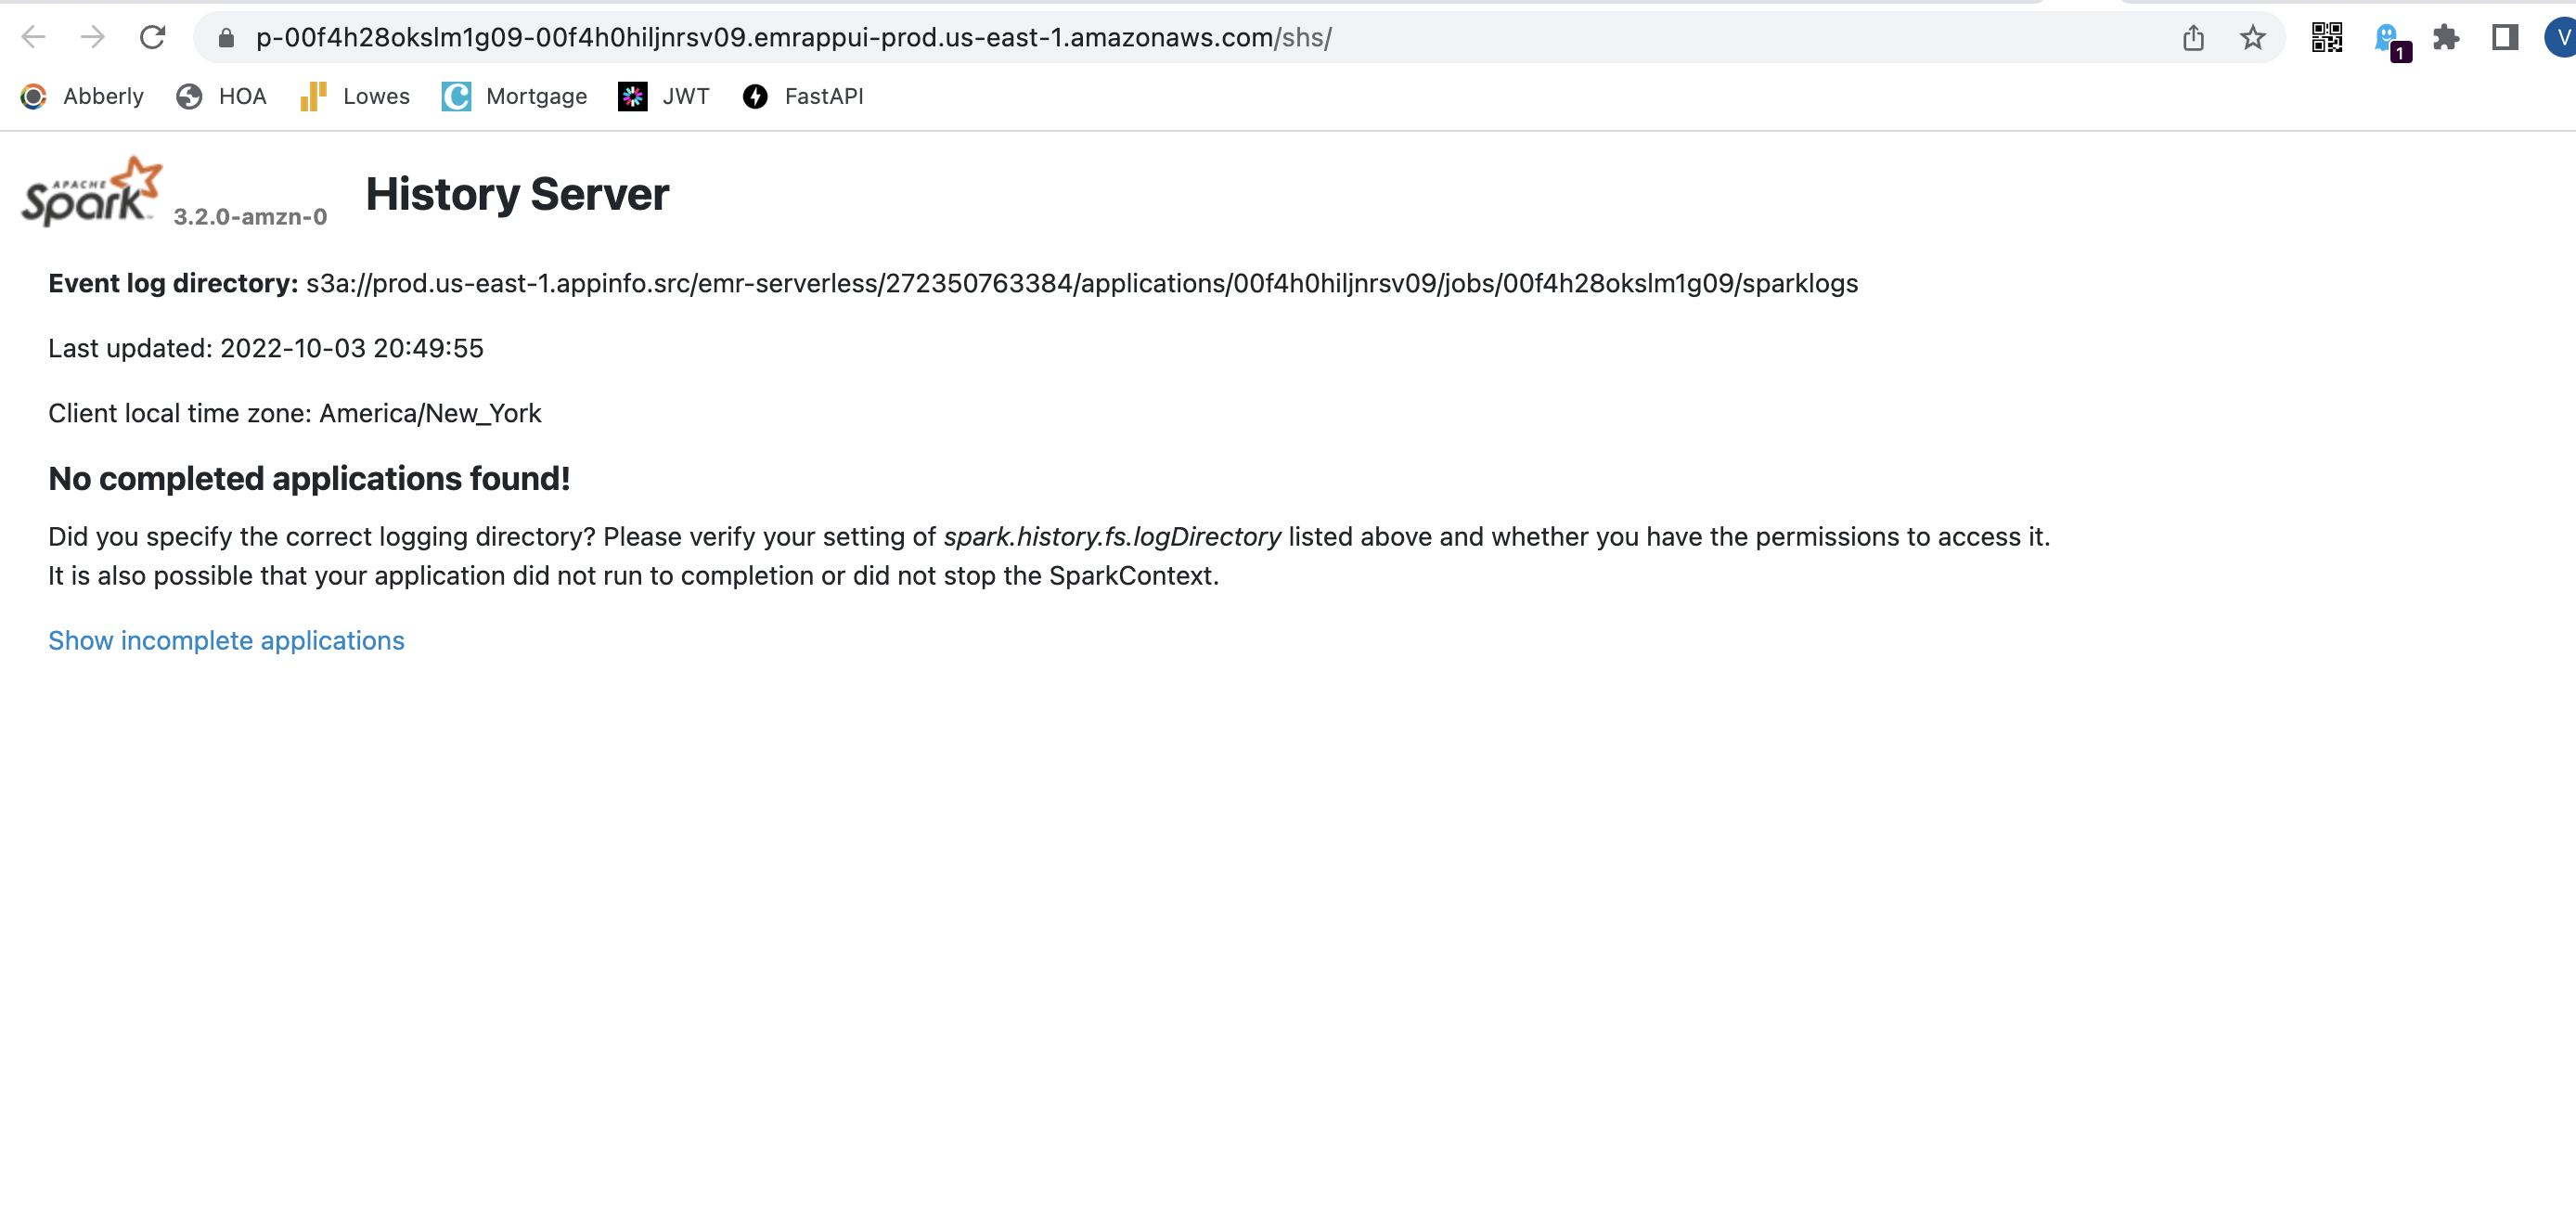 p-00f4h28okslm1g09-00f4h0hiljnrsv09.emrappui-prod.us-east-1.amazonaws.com/shs/
1
V
Abberly HOA Lowes Mortgage JWT FastAPI
APACHE
Spark 3.2.0-amzn-0 History Server
Event log directory: s3a://prod.us-east-1.appinfo.src/emr-serverless/272350763384/applications/00f4h0hiljnrsv09/jobs/00f4h28okslm1g09/sparklogs
Last updated: 2022-10-03 20:49:55
Client local time zone: America/New_York
No completed applications found!
Did you specify the correct logging directory? Please verify your setting of spark.history.fs.logDirectory listed above and whether you have the permissions to access it.
It is also possible that your application did not run to completion or did not stop the SparkContext.
Show incomplete applications